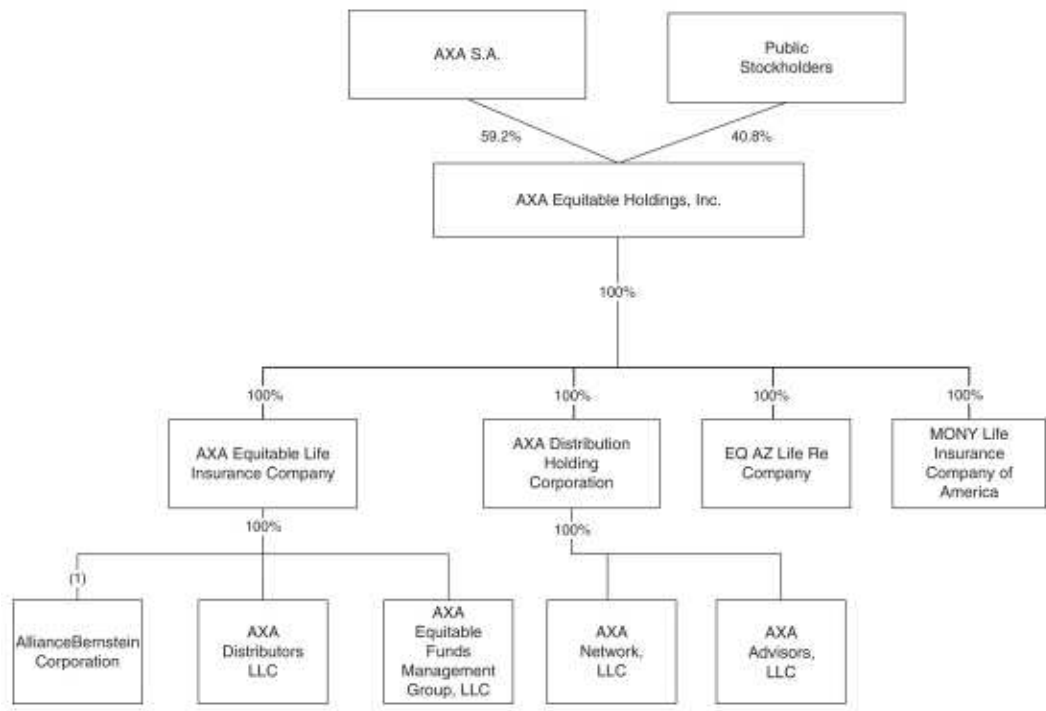 AXA S.A.
Public
Stockholders
59.2%
40.8%
AXA Equitable Holdings, Inc.
100%
100%
100%
100%
100%
AXA Equitable Life
Insurance Company
AXA Distribution
Holding
Corporation
EQ AZ Life Re
Company
MONY Life
Insurance
Company of
America
100%
100%
(1)
AllianceBernstein
Corporation
AXA
Distributors
LLC
AXA
Equitable
Funds
Management
Group, LLC
AXA
Network,
LLC
AXA
Advisors,
LLC